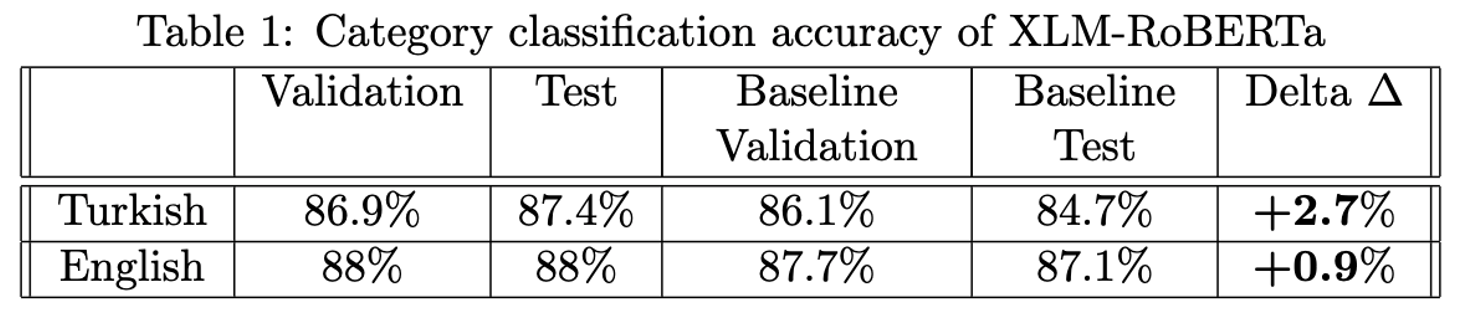 Table 1: Category classification accuracy of XLM-RoBERTa
Validation Test Baseline Validation Baseline Test Delta Δ
Turkish 86.9% 87.4% 86.1% 84.7% +2.7%
English 88% 88% 87.7% 87.1% +0.9%